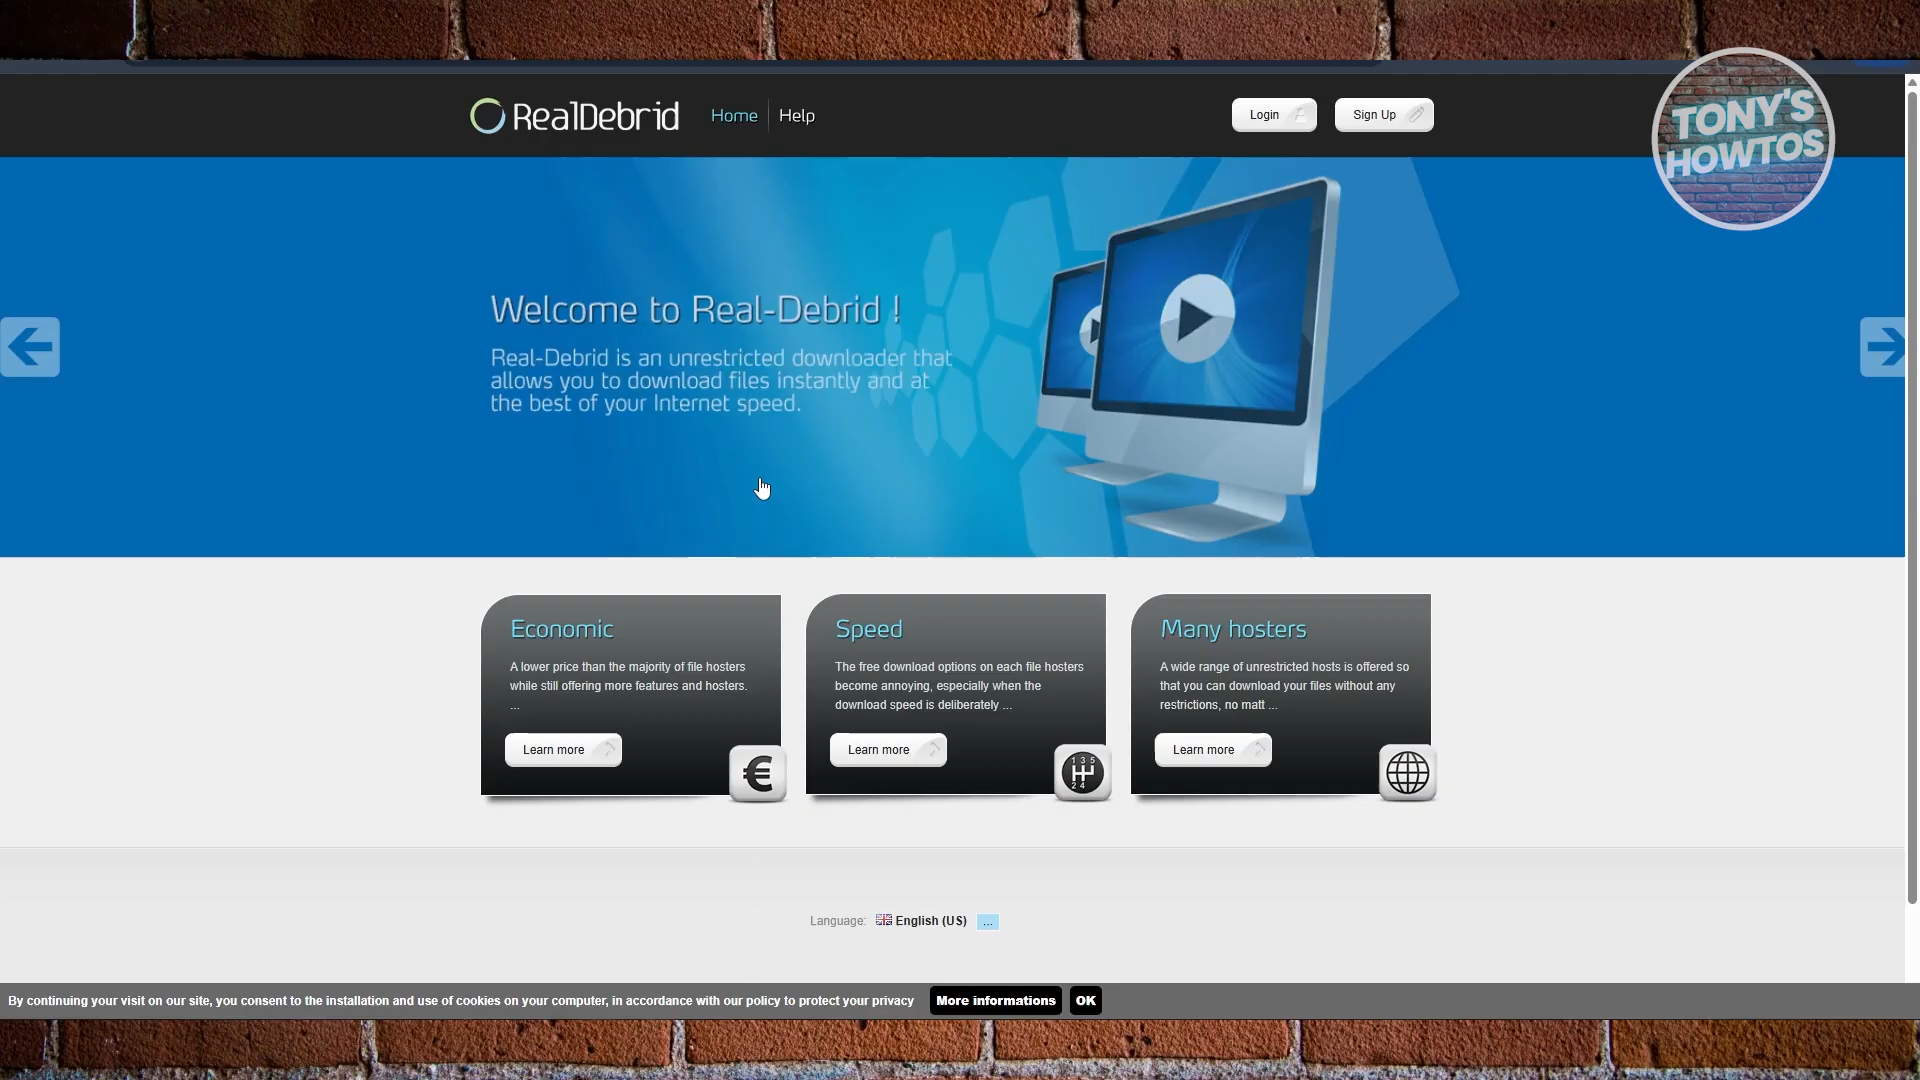 TONY'S
HOWTOS
RealDebrid
Home
Help
Login
Sign Up
Welcome to Real-Debrid !
Real-Debrid is an unrestricted downloader that
allows you to download files instantly and at
the best of your Internet speed.
Economic
A lower price than the majority of file hosters
while still offering more features and hosters.
...
Learn more
€
Speed
The free download options on each file hosters
become annoying, especially when the
download speed is deliberately ...
Learn more
1 3 5
2 4
Many hosters
A wide range of unrestricted hosts is offered so
that you can download your files without any
restrictions, no matt ...
Learn more
Language: English (US) ...
By continuing your visit on our site, you consent to the installation and use of cookies on your computer, in accordance with our policy to protect your privacy More informations OK